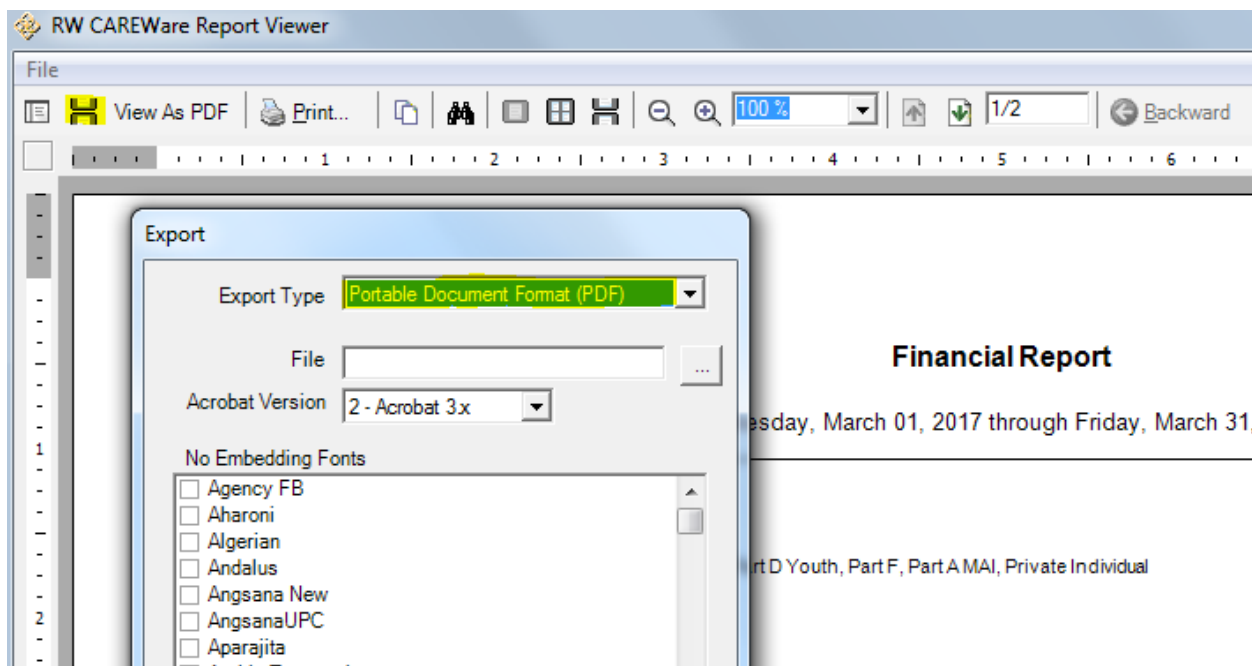 RW CAREWare Report Viewer
File
View As PDF Print... 100 % 1/2 Backward
1 2 3 4 5 6
Export
Export Type Portable Document Format (PDF)
File ...
Acrobat Version 2 - Acrobat 3.x
No Embedding Fonts
Agency FB
Aharoni
Algerian
Andalus
Angsana New
AngsanaUPC
Aparajita
Financial Report
esday, March 01, 2017 through Friday, March 31,
rt D Youth, Part F, Part A MAI, Private Individual
1
2